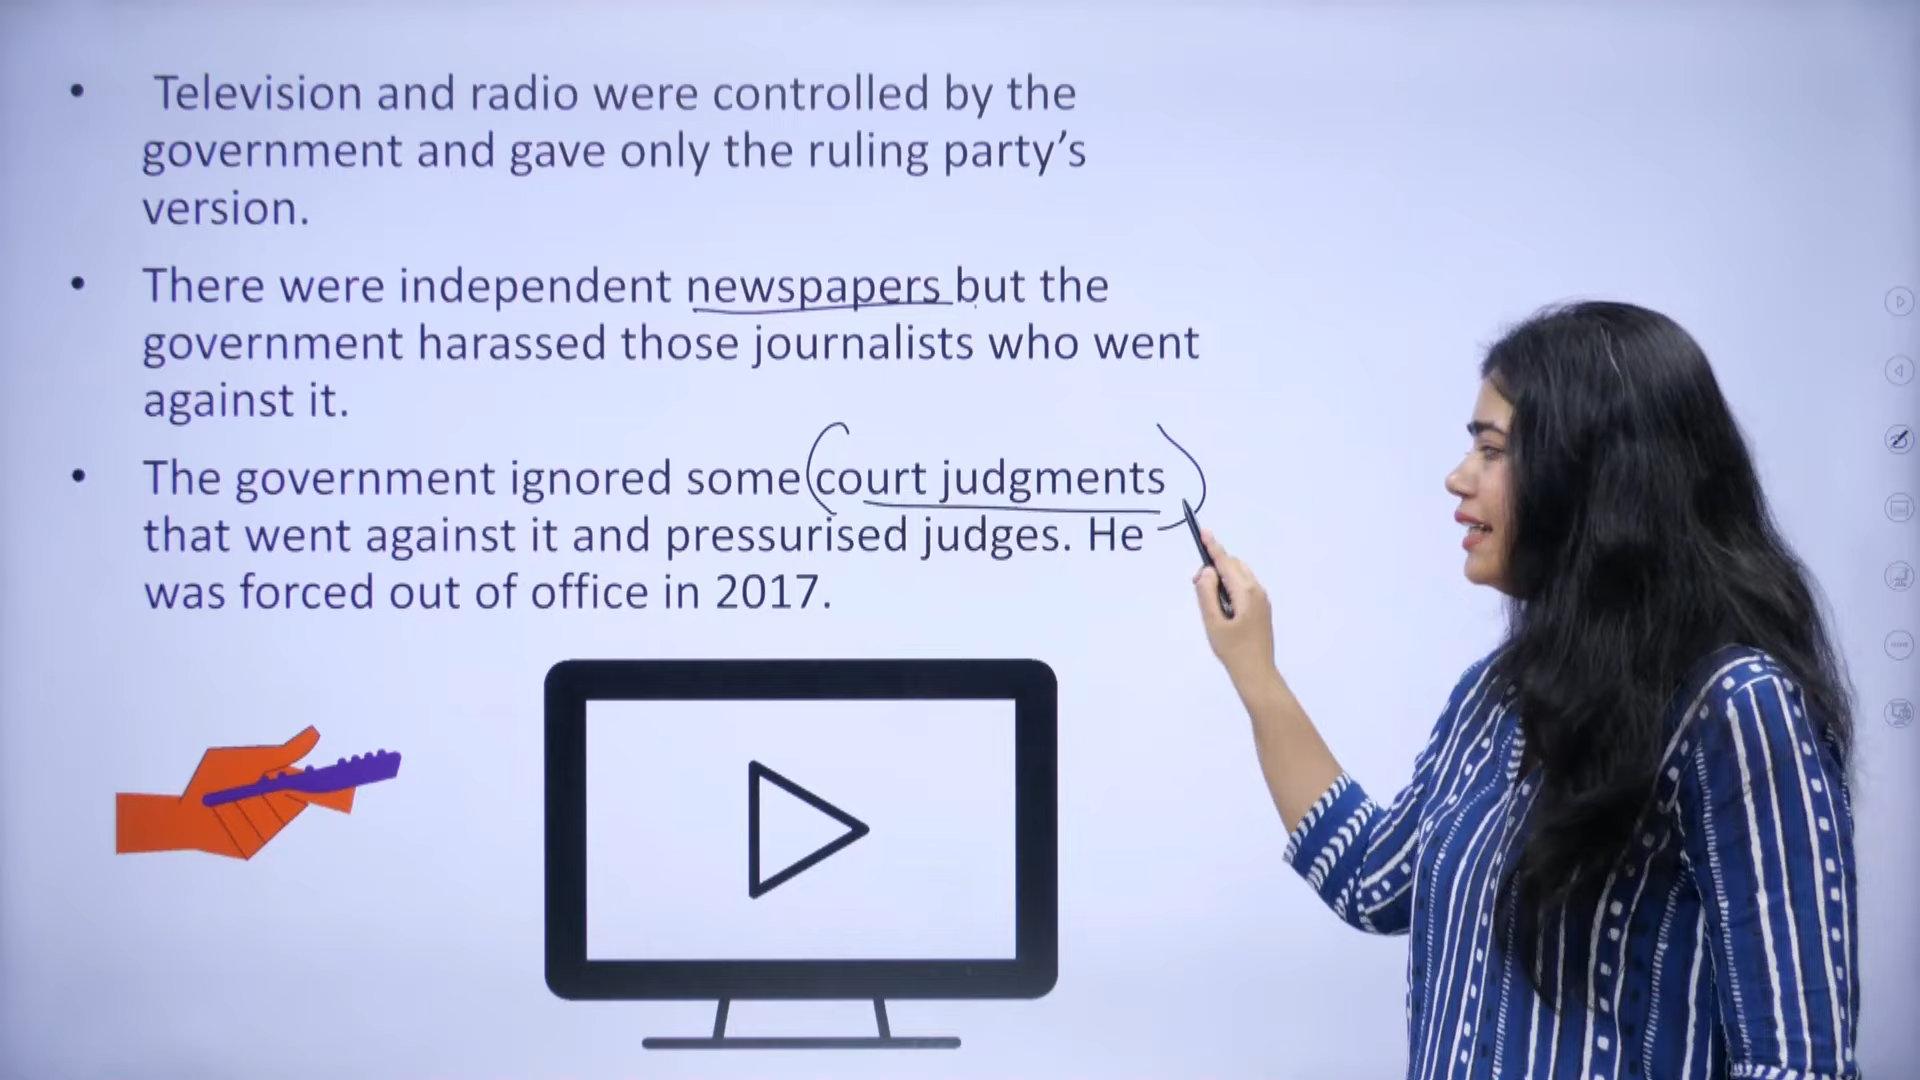 • Television and radio were controlled by the
government and gave only the ruling party’s
version.
• There were independent newspapers but the
government harassed those journalists who went
against it.
• The government ignored some (court judgments)
that went against it and pressurised judges. He
was forced out of office in 2017.